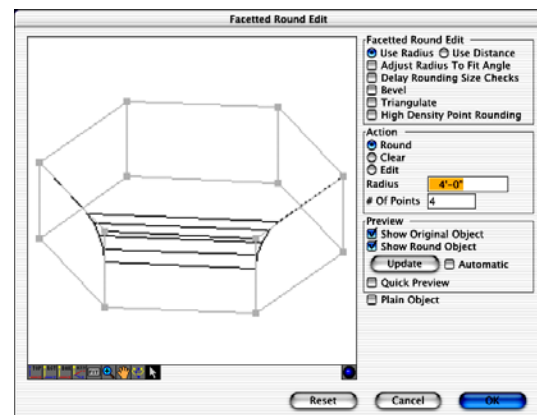 Facetted Round Edit
Facetted Round Edit
Use Radius Use Distance
Adjust Radius To Fit Angle
Delay Rounding Size Checks
Bevel
Triangulate
High Density Point Rounding
Action
Round
Clear
Edit
Radius 4'-0"
# Of Points 4
Preview
Show Original Object
Show Round Object
Update Automatic
Quick Preview
Plain Object
Reset Cancel OK